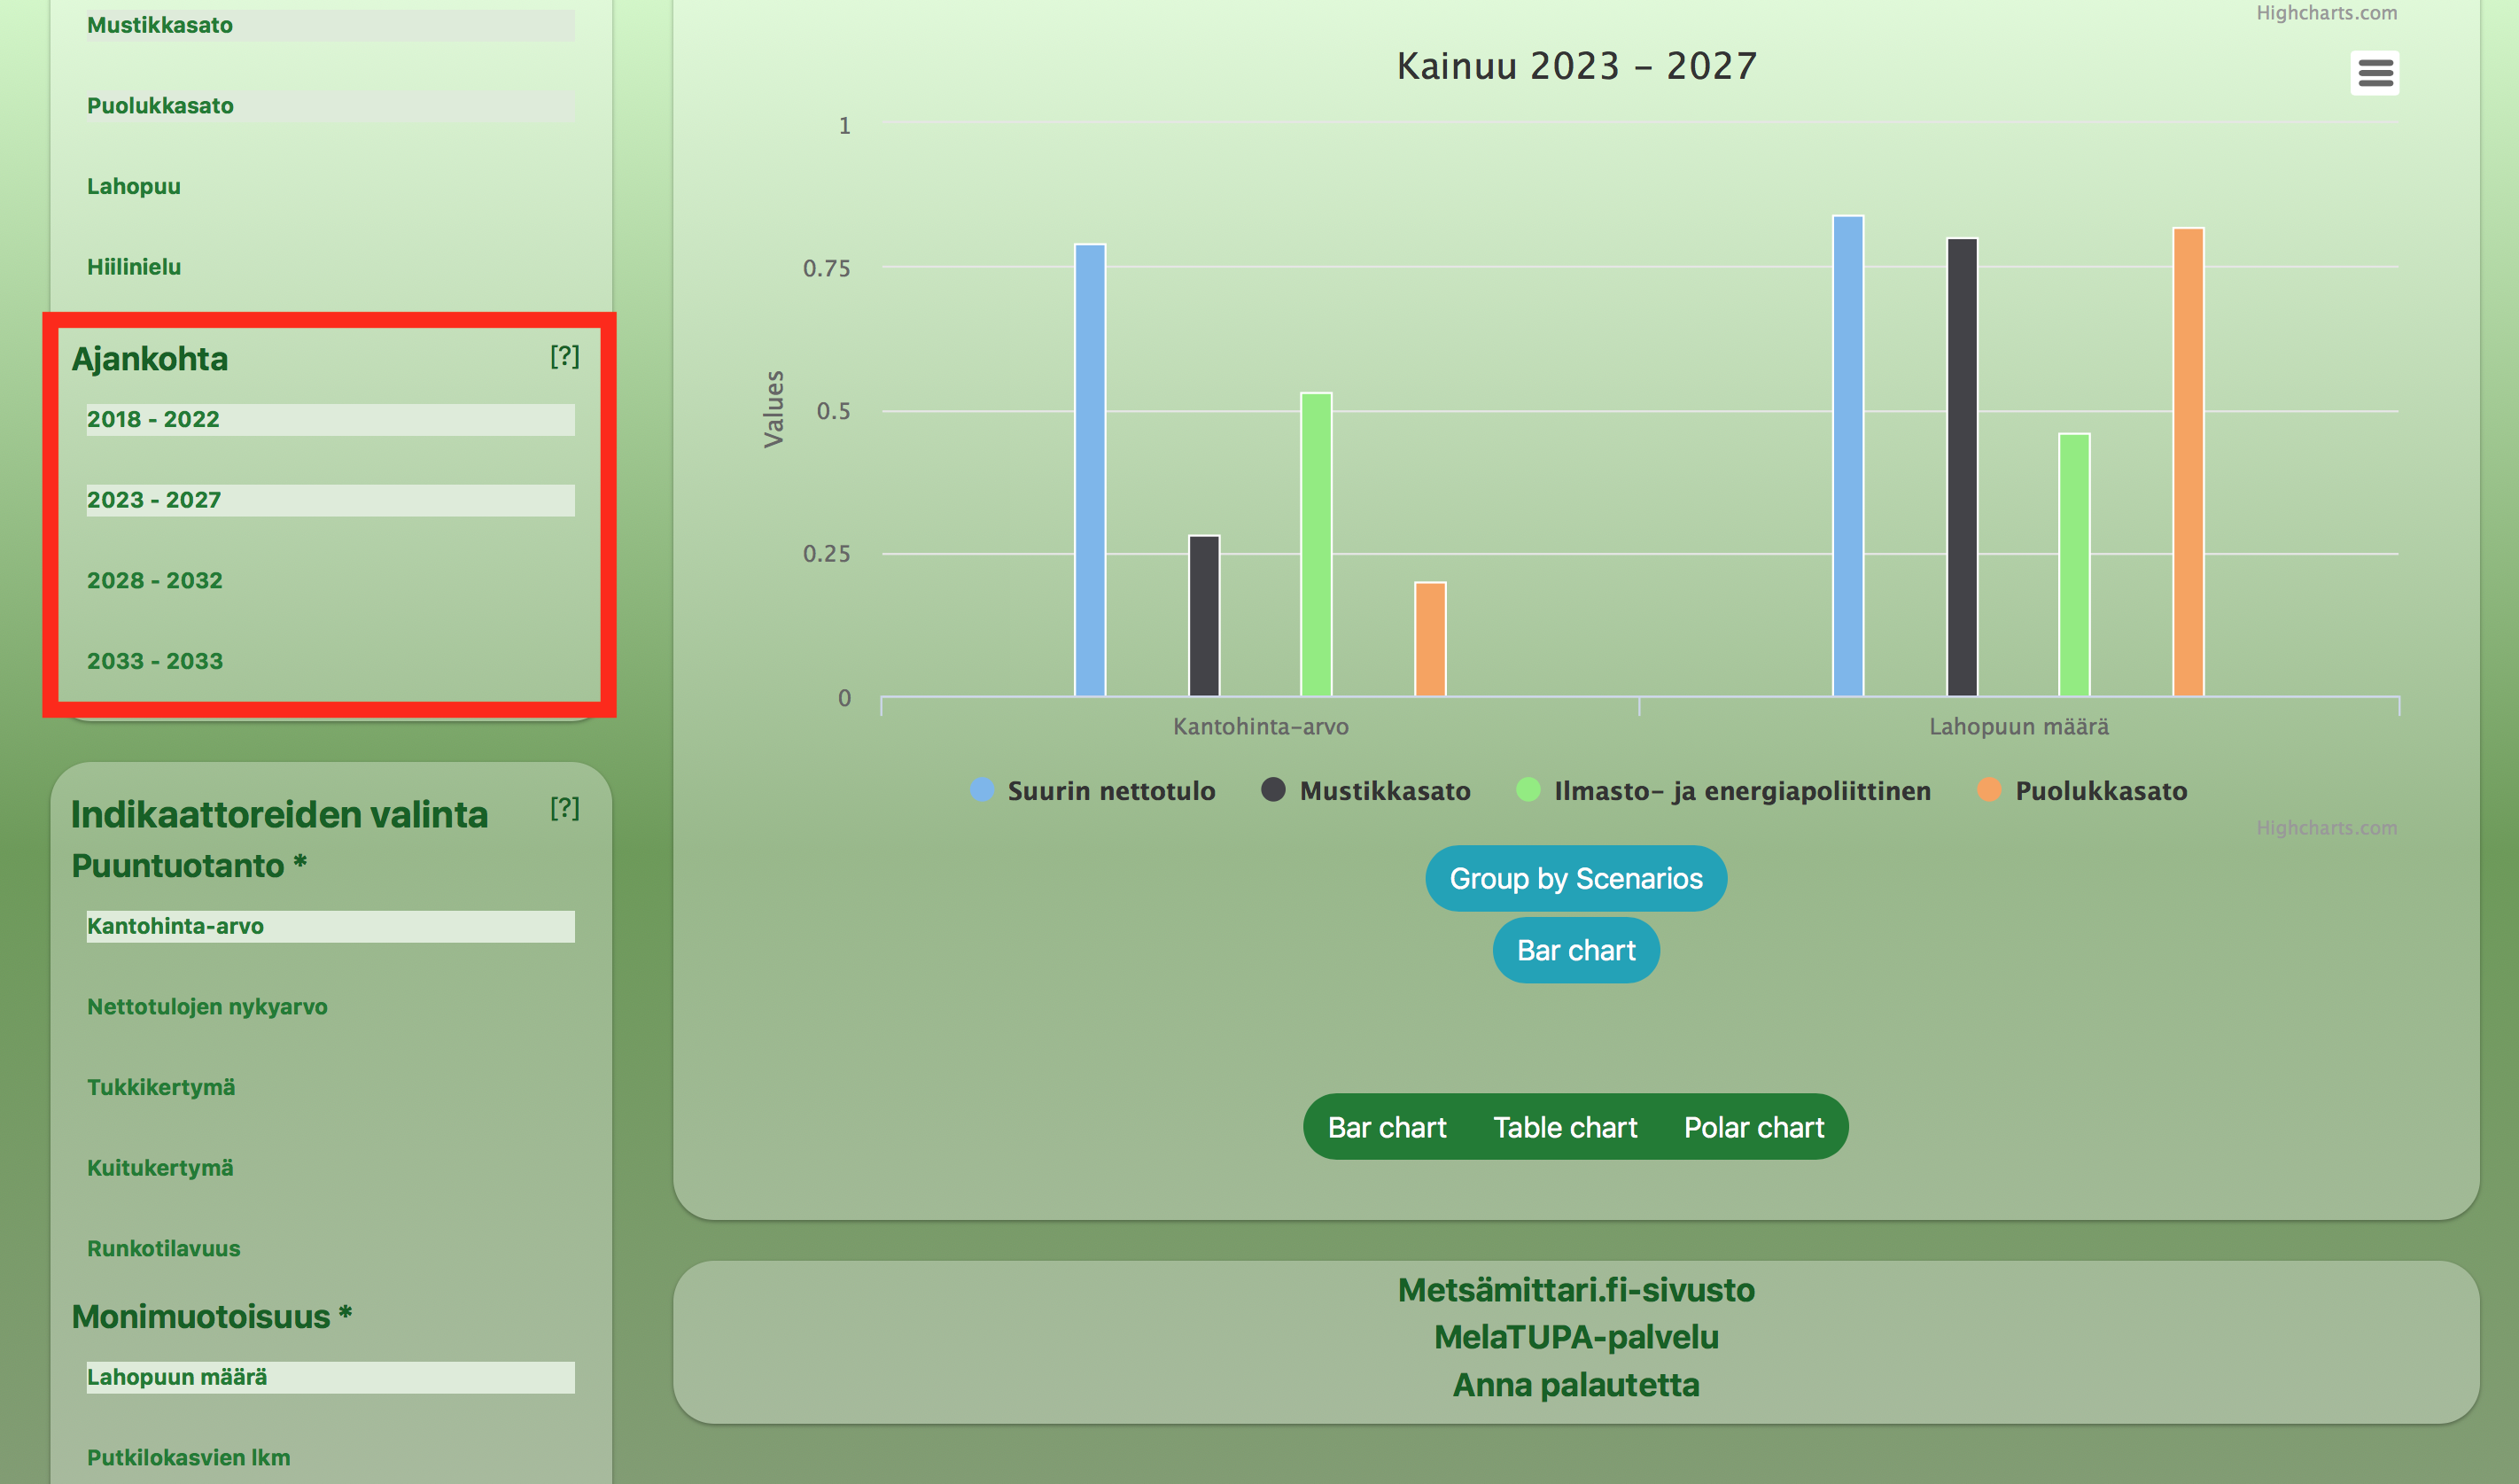 Mustikkasato
Puolukkasato
Lahopuu
Hiilinielu
Ajankohta [?]
2018 - 2022
2023 - 2027
2028 - 2032
2033 - 2033
Indikaattoreiden valinta [?]
Puuntuotanto *
Kantohinta-arvo
Nettotulojen nykyarvo
Tukkikertymä
Kuitukertymä
Runkotilavuus
Monimuotoisuus *
Lahopuun määrä
Putkilokasvien lkm
Highcharts.com
Kainuu 2023 - 2027
Values
1
0.75
0.5
0.25
0
Kantohinta-arvo Lahopuun määrä
Suurin nettotulo Mustikkasato Ilmasto- ja energiapoliittinen Puolukkasato
Highcharts.com
Group by Scenarios
Bar chart
Bar chart Table chart Polar chart
Metsämittari.fi-sivusto
MelaTUPA-palvelu
Anna palautetta